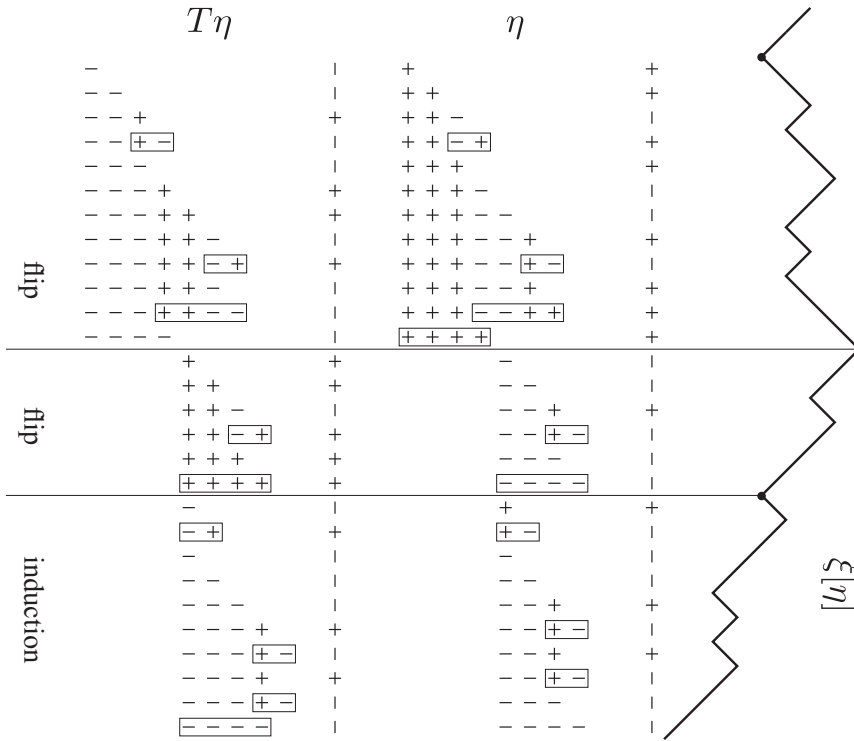 Tη η
− | + +
− − | + + +
− − + + + + − |
− − + − | + + − + +
− − − | + + + +
− − − + + + + + − |
− − − + + + + + + − − |
− − − + + − | + + + − − + +
− − − + + − + + + + + − − + − |
− − − + + − | + + + − − + +
− − − + + − − | + + + − − + + +
− − − − | + + + + +
flip
+ + − |
+ + + − − |
+ + − | − − + +
+ + − + + − − + − |
+ + + + − − − |
+ + + + + − − − − |
flip
− | + +
− + + + − |
− | − |
− − | − − |
− − − | − − + +
− − − + + − − + − |
− − − + − | − − + +
− − − + + − − + − |
− − − + − | − − − |
− − − − | − − − − |
induction
ξ[η]